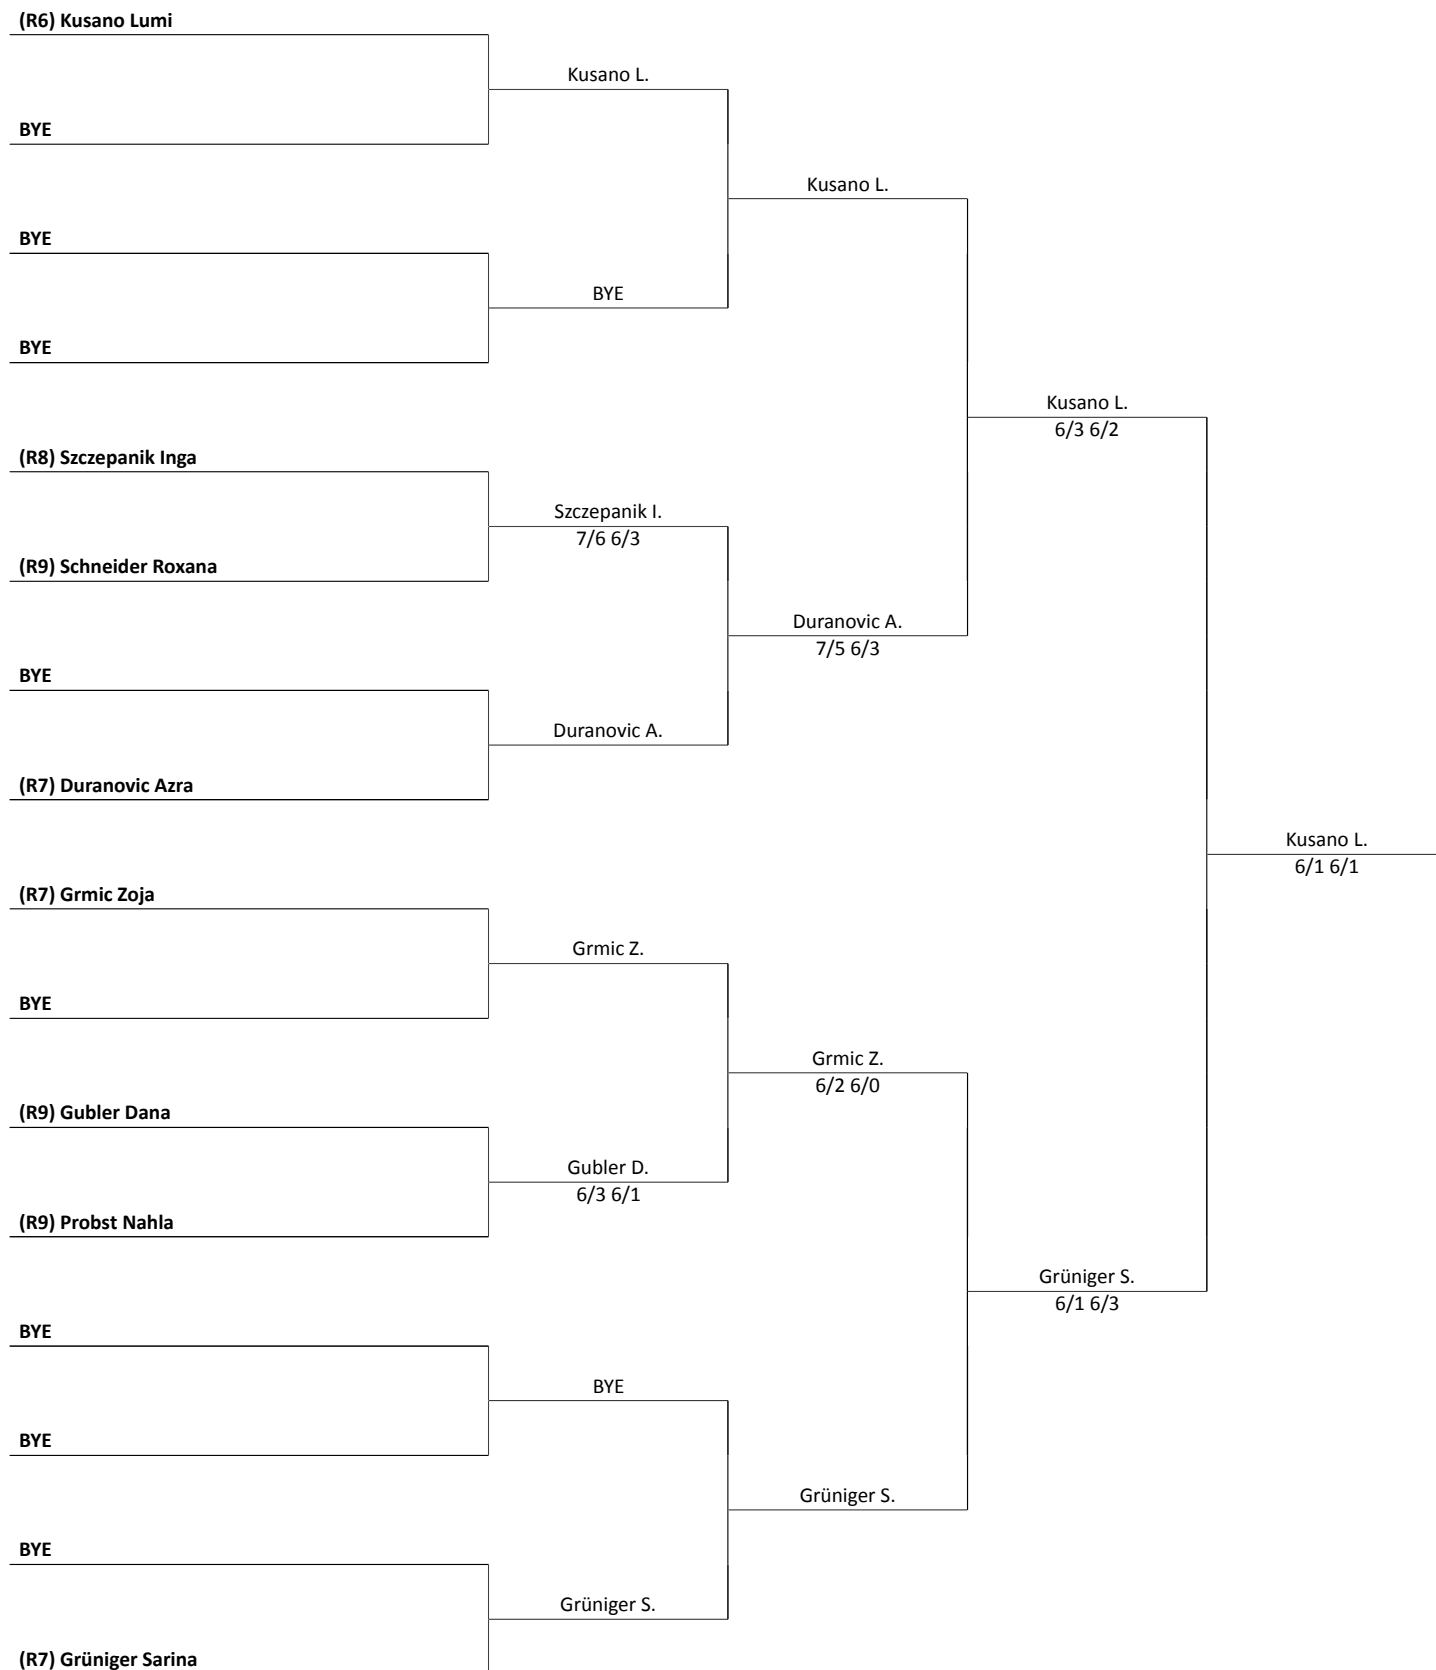 (R6) Kusano Lumi
Kusano L.
BYE
Kusano L.
BYE
BYE
BYE
Kusano L.
6/3 6/2
(R8) Szczepanik Inga
Szczepanik I.
7/6 6/3
(R9) Schneider Roxana
Duranovic A.
7/5 6/3
BYE
Duranovic A.
(R7) Duranovic Azra
Kusano L.
6/1 6/1
(R7) Grmic Zoja
Grmic Z.
BYE
Grmic Z.
6/2 6/0
(R9) Gubler Dana
Gubler D.
6/3 6/1
(R9) Probst Nahla
Grüniger S.
6/1 6/3
BYE
BYE
BYE
Grüniger S.
BYE
Grüniger S.
(R7) Grüniger Sarina